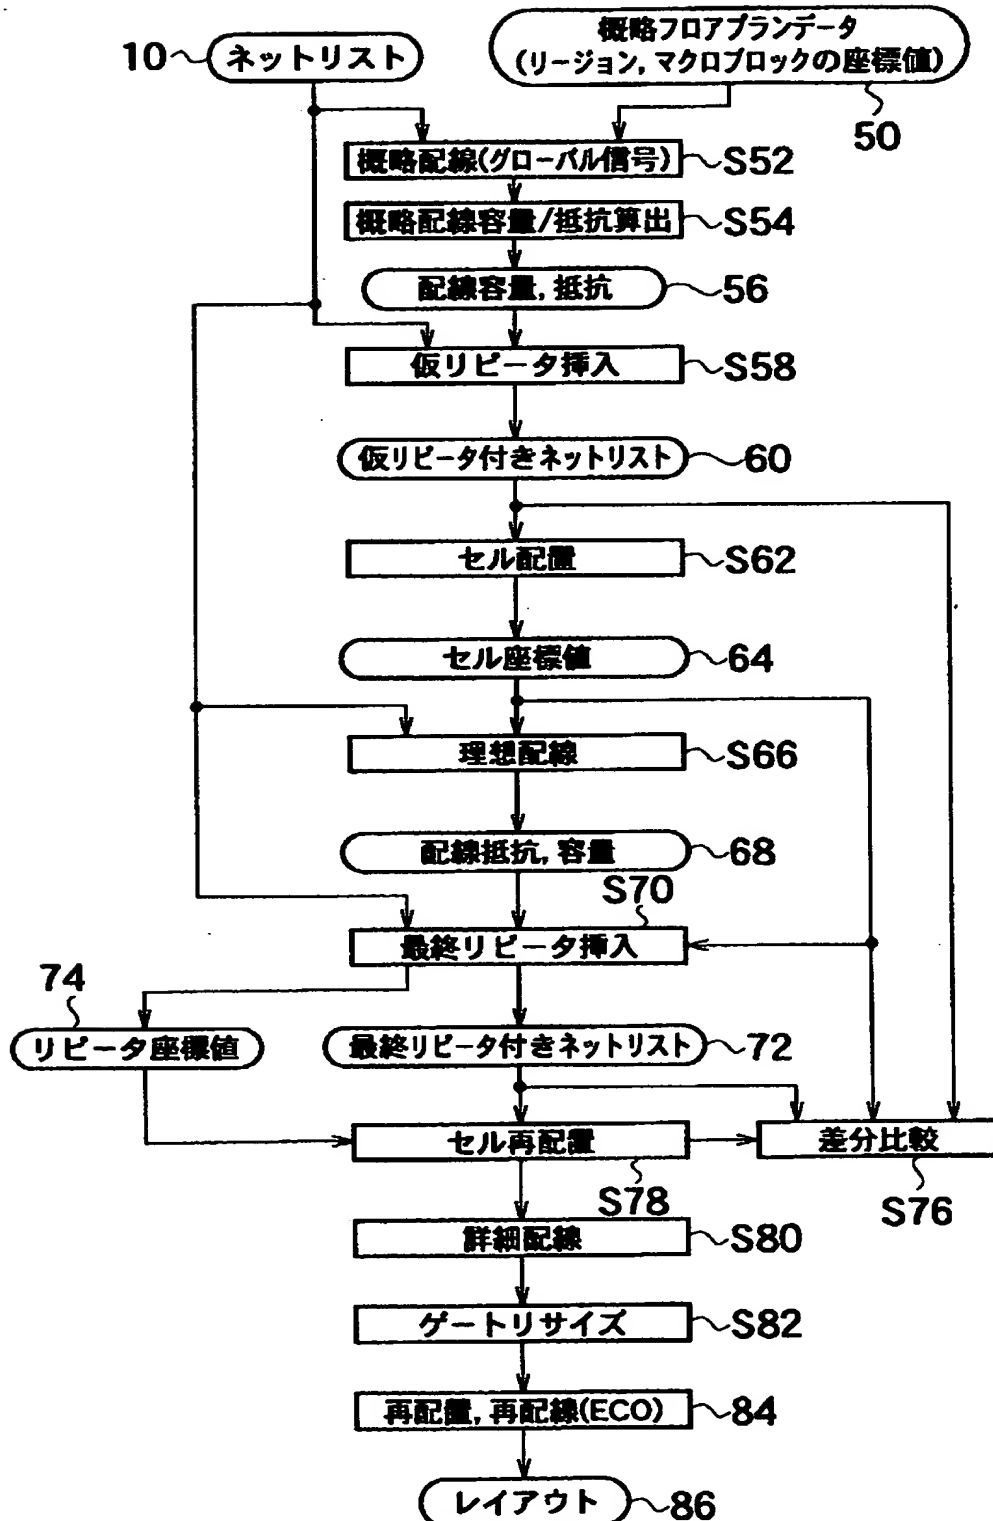 10
ネットリスト
概略フロアプランデータ
(リージョン,マクロブロックの座標値)
50
概略配線(グローバル信号)
S52
概略配線容量/抵抗算出
S54
配線容量,抵抗
56
仮リピータ挿入
S58
仮リピータ付きネットリスト
60
セル配置
S62
セル座標値
64
理想配線
S66
配線抵抗,容量
68
S70
最終リピータ挿入
74
リピータ座標値
最終リピータ付きネットリスト
72
セル再配置
S78
差分比較
S76
詳細配線
S80
ゲートリサイズ
S82
再配置,再配線(ECO)
84
レイアウト
86